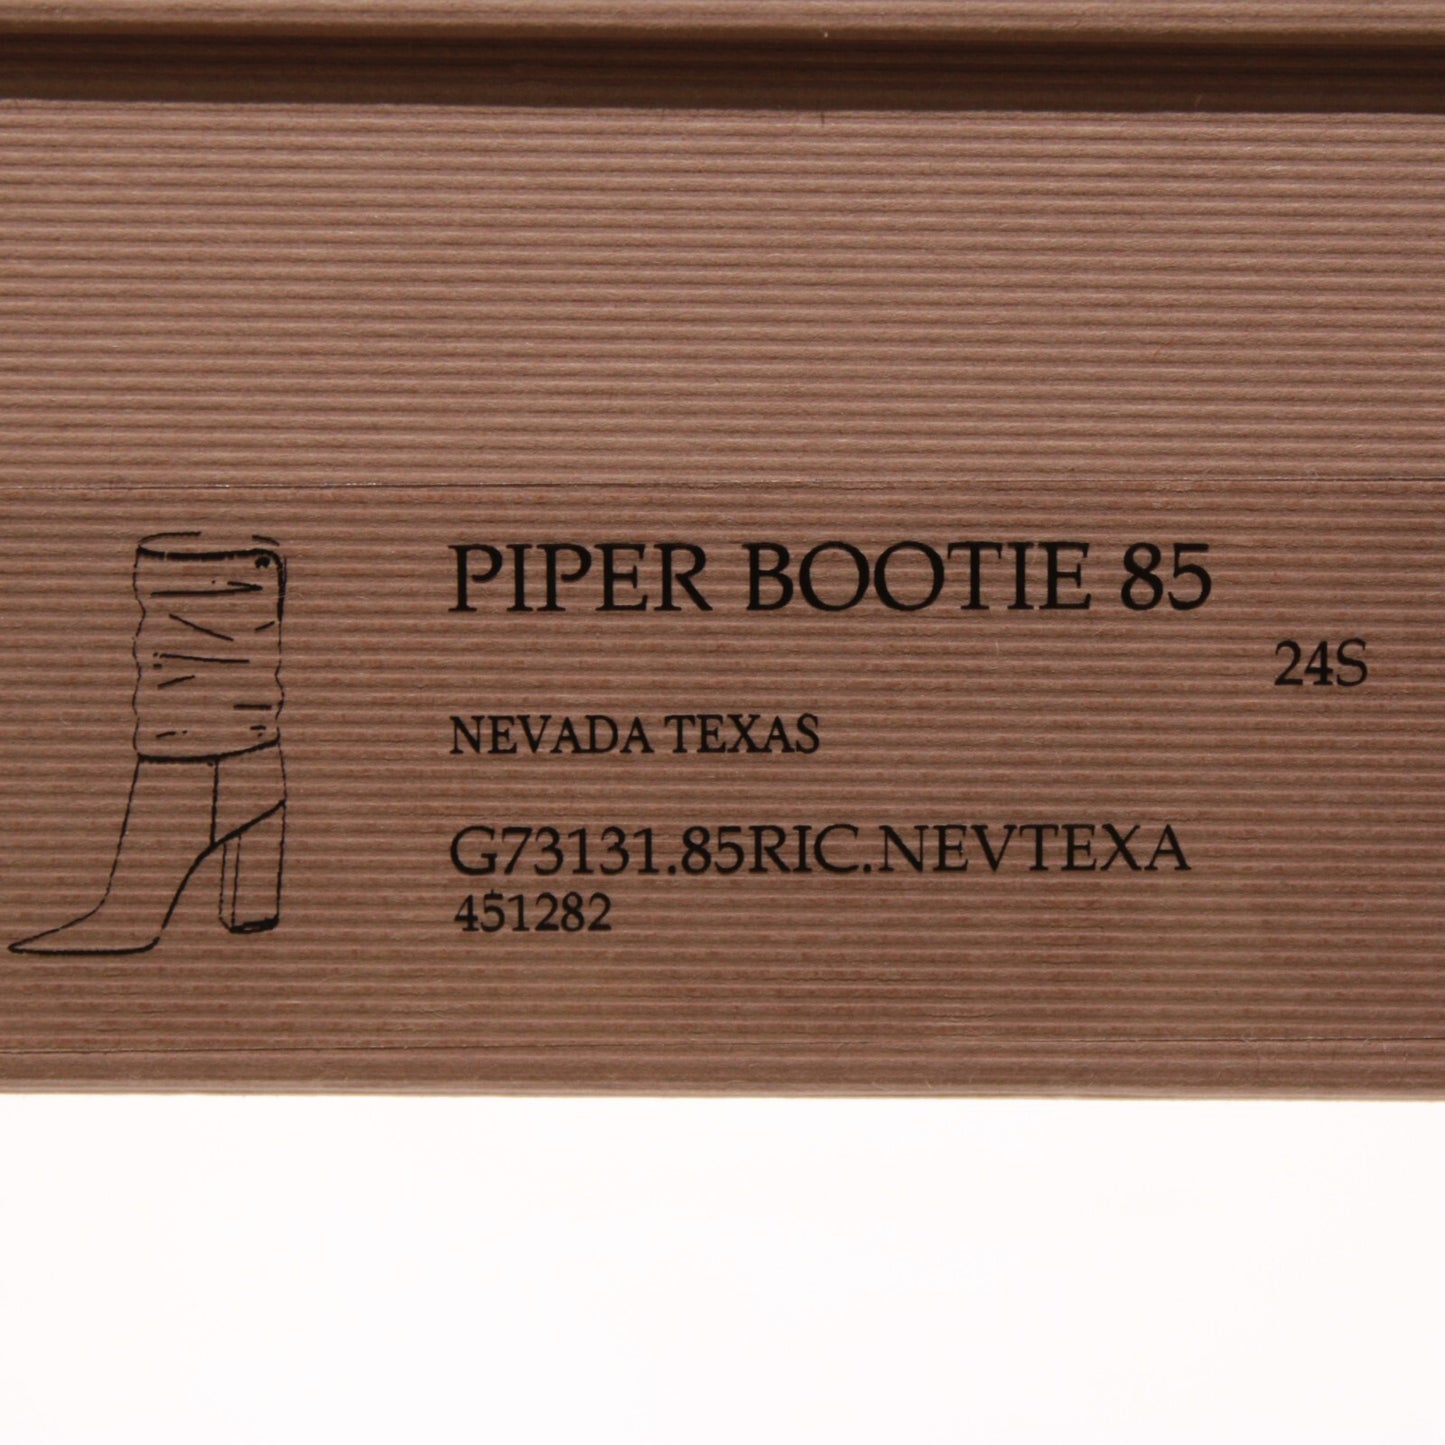 PIPER BOOTIE 85
24S
NEVADA TEXAS
G73131.85RIC.NEVTEXA
451282